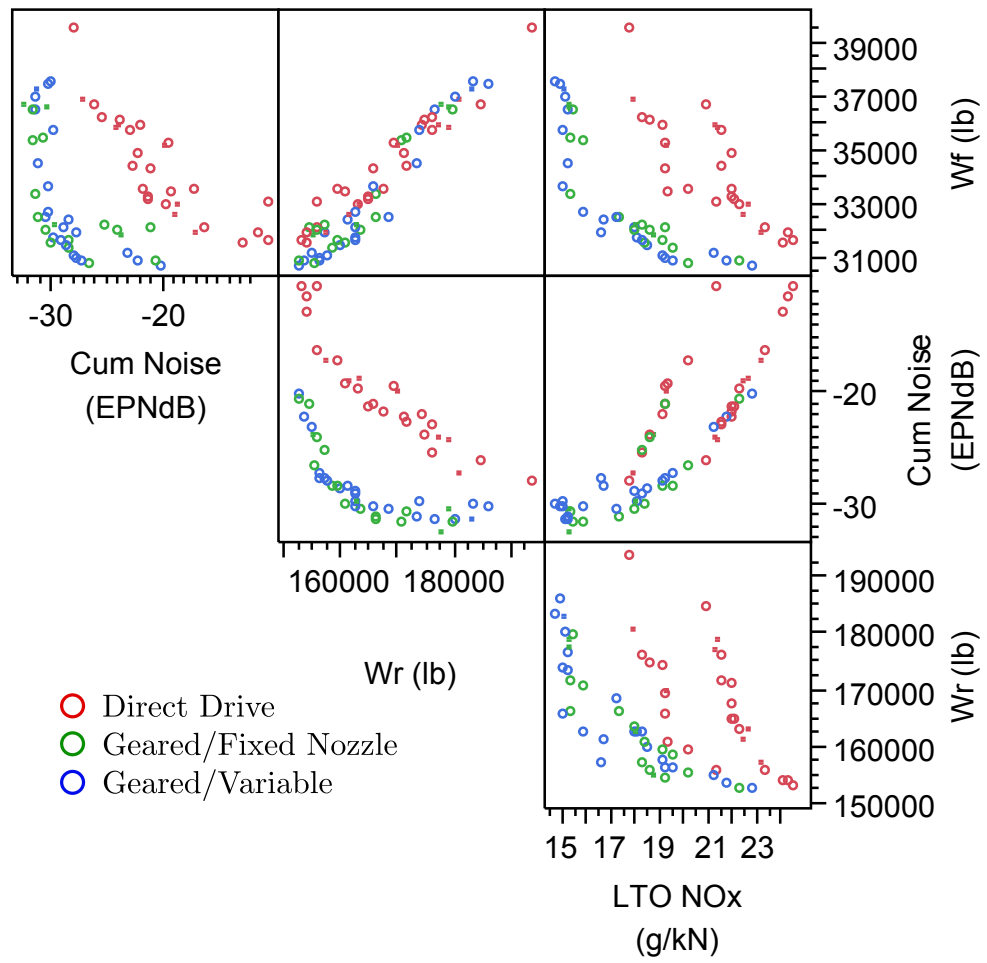 39000
37000
35000
33000
31000
Wf (lb)
-30
-20
Cum Noise
(EPNdB)
-20
-30
Cum Noise
(EPNdB)
160000
180000
Wr (lb)
190000
180000
170000
160000
150000
Wr (lb)
Direct Drive
Geared/Fixed Nozzle
Geared/Variable
15 17 19 21 23
LTO NOx
(g/kN)